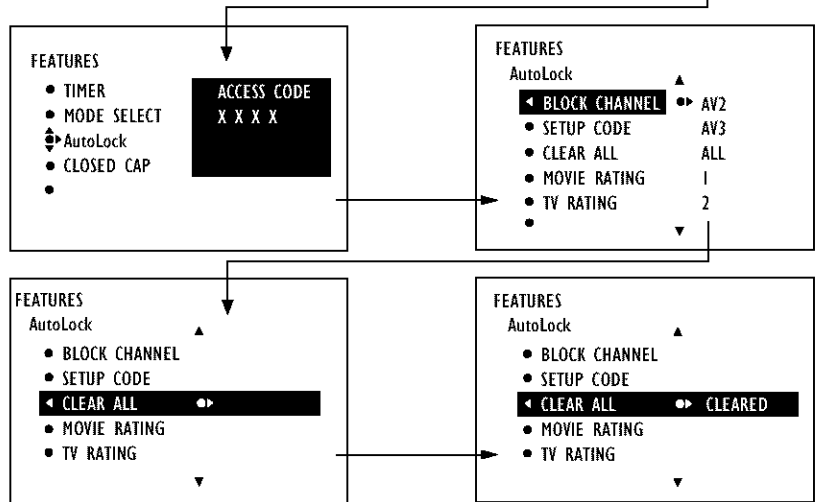 FEATURES
TIMER
MODE SELECT
AutoLock
CLOSED CAP
ACCESS CODE
X X X X
FEATURES
AutoLock
BLOCK CHANNEL AV2
SETUP CODE AV3
CLEAR ALL ALL
MOVIE RATING 1
TV RATING 2
FEATURES
AutoLock
BLOCK CHANNEL
SETUP CODE
CLEAR ALL
MOVIE RATING
TV RATING
FEATURES
AutoLock
BLOCK CHANNEL
SETUP CODE
CLEAR ALL CLEARED
MOVIE RATING
TV RATING